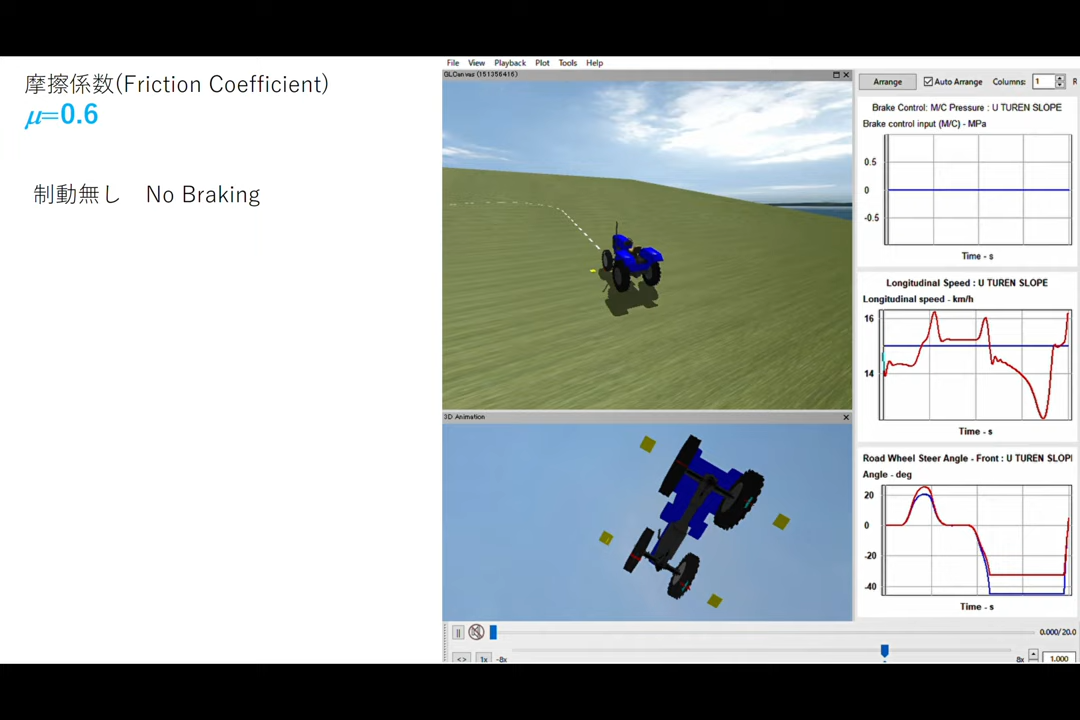 摩擦係数(Friction Coefficient)
μ=0.6
制動無し No Braking
File View Playback Plot Tools Help
GLCanvas (151356416)
Arrange Auto Arrange Columns: 1 R
Brake Control: M/C Pressure : U TUREN SLOPE
Brake control input (M/C) - MPa
0.5
0
-0.5
Time - s
Longitudinal Speed : U TUREN SLOPE
Longitudinal speed - km/h
16
14
Time - s
3D Animation
Road Wheel Steer Angle - Front : U TUREN SLOPI
Angle - deg
20
0
-20
-40
Time - s
0.000/20.0
<> 1x -8x 8x 1.000